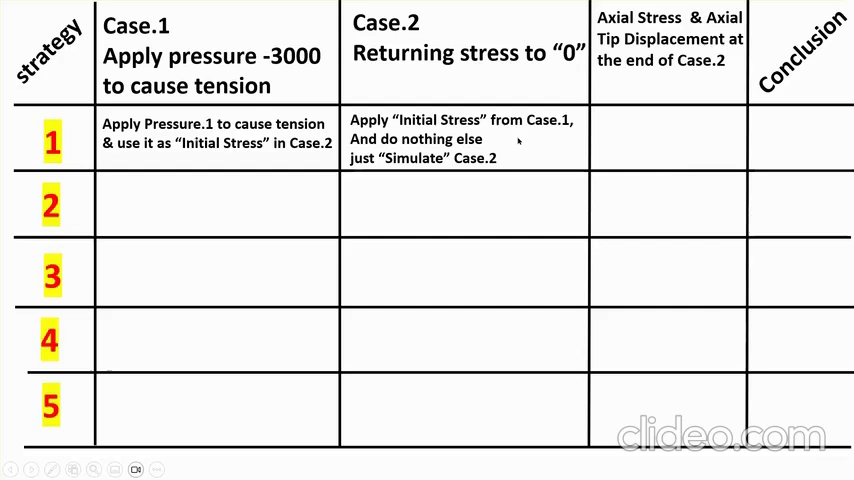 strategy
Case.1
Apply pressure -3000
to cause tension
Case.2
Returning stress to “0”
Axial Stress & Axial
Tip Displacement at
the end of Case.2
Conclusion
1
Apply Pressure.1 to cause tension
& use it as “Initial Stress” in Case.2
Apply “Initial Stress” from Case.1,
And do nothing else
just “Simulate” Case.2
2
3
4
5
clideo.com